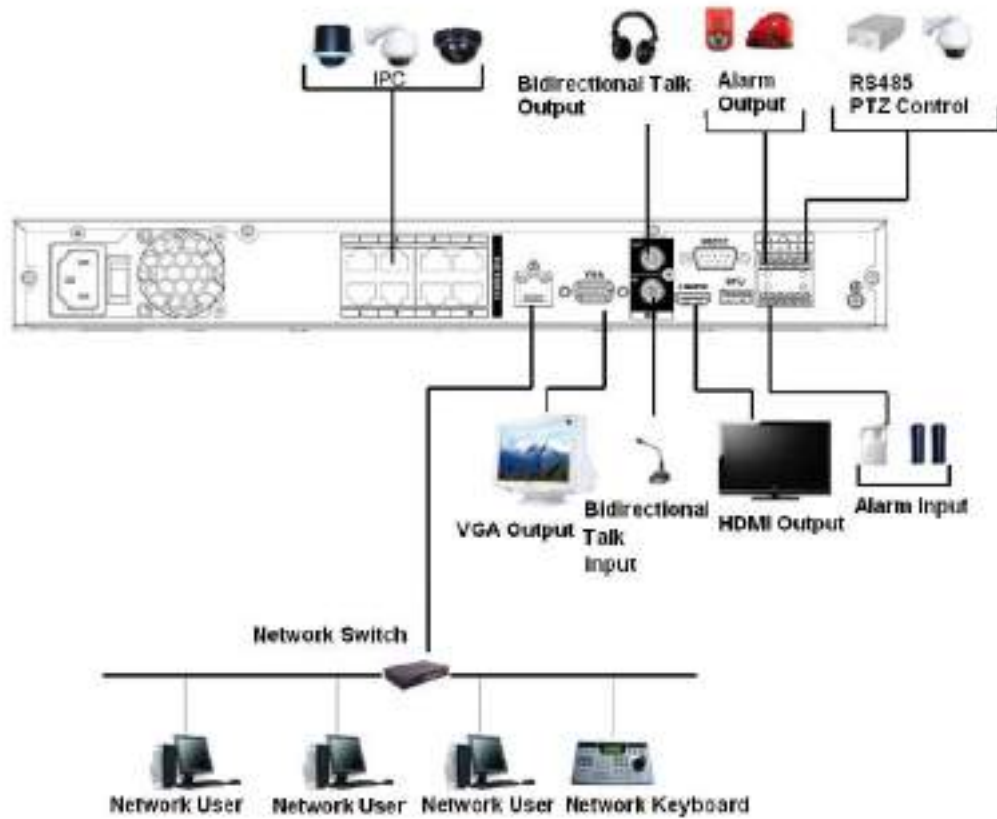 IPC
Bidirectional Talk
Output
Alarm
Output
RS485
PTZ Control
VGA
HDMI
VGA Output
Bidirectional
Talk
Input
HDMI Output
Alarm Input
Network Switch
Network User
Network User
Network User
Network Keyboard